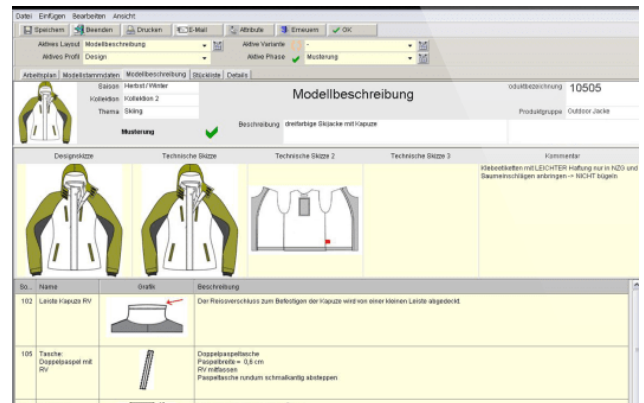 Datei Einfügen Bearbeiten Ansicht
Speichern Beenden Drucken E-Mail Attribute Erneuern OK
Aktives Layout Modellbeschreibung Aktive Variante -
Aktives Profil Design Aktive Phase Musterung
Arbeitsplan Modellstammdaten Modellbeschreibung Stückliste Details
Saison Herbst/Winter
Kollektion Kollektion 2
Thema Skiing
Musterung
Modellbeschreibung
oduktbezeichnung 10505
Produktgruppe Outdoor Jacke
Beschreibung dreifarbige Skijacke mit Kapuze
Designskizze Technische Skizze Technische Skizze 2 Technische Skizze 3 Kommentar
Klebeetiketten mit LEICHTER Haftung nur in NZG und
Saumeinschlägen anbringen -> NICHT bügeln
So... Name Grafik Beschreibung
102 Leiste Kapuze RV Der Reissverschluss zum Befestigen der Kapuze wird von einer kleinen Leiste abgedeckt.
105 Tasche:
Doppelpaspel mit
RV
Doppelpaspeltasche
Paspelbreite = 0,8 cm
RV mitfassen
Paspeltasche rundum schmalkantig absteppen